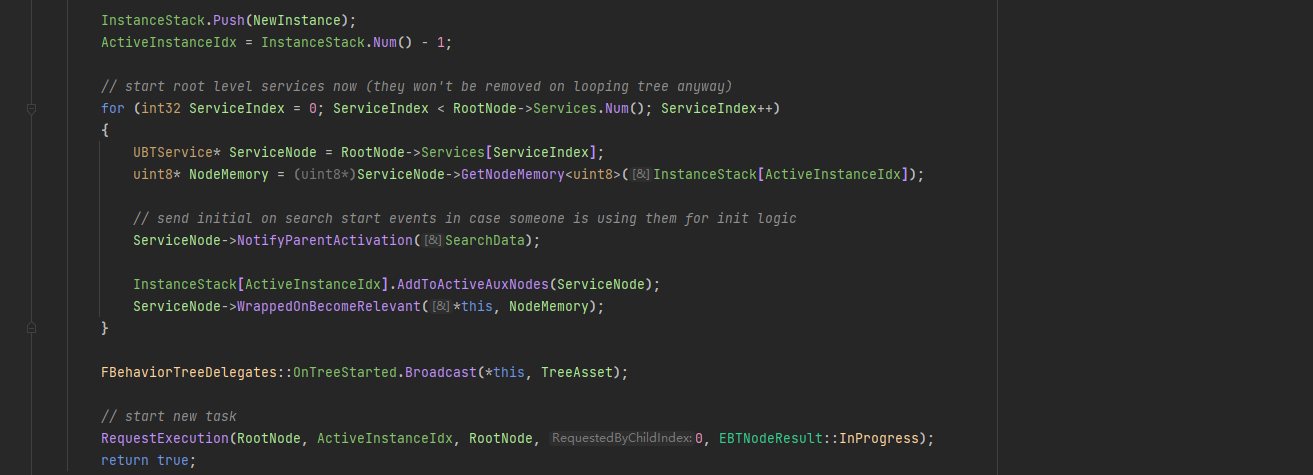 InstanceStack.Push(NewInstance);
ActiveInstanceIdx = InstanceStack.Num() - 1;
// start root level services now (they won't be removed on looping tree anyway)
for (int32 ServiceIndex = 0; ServiceIndex < RootNode->Services.Num(); ServiceIndex++)
{
UBTService* ServiceNode = RootNode->Services[ServiceIndex];
uint8* NodeMemory = (uint8*)ServiceNode->GetNodeMemory<uint8>([&]InstanceStack[ActiveInstanceIdx]);
// send initial on search start events in case someone is using them for init logic
ServiceNode->NotifyParentActivation([&]SearchData);
InstanceStack[ActiveInstanceIdx].AddToActiveAuxNodes(ServiceNode);
ServiceNode->WrappedOnBecomeRelevant([&]*this, NodeMemory);
}
FBehaviorTreeDelegates::OnTreeStarted.Broadcast(*this, TreeAsset);
// start new task
RequestExecution(RootNode, ActiveInstanceIdx, RootNode, RequestedByChildIndex:0, EBTNodeResult::InProgress);
return true;